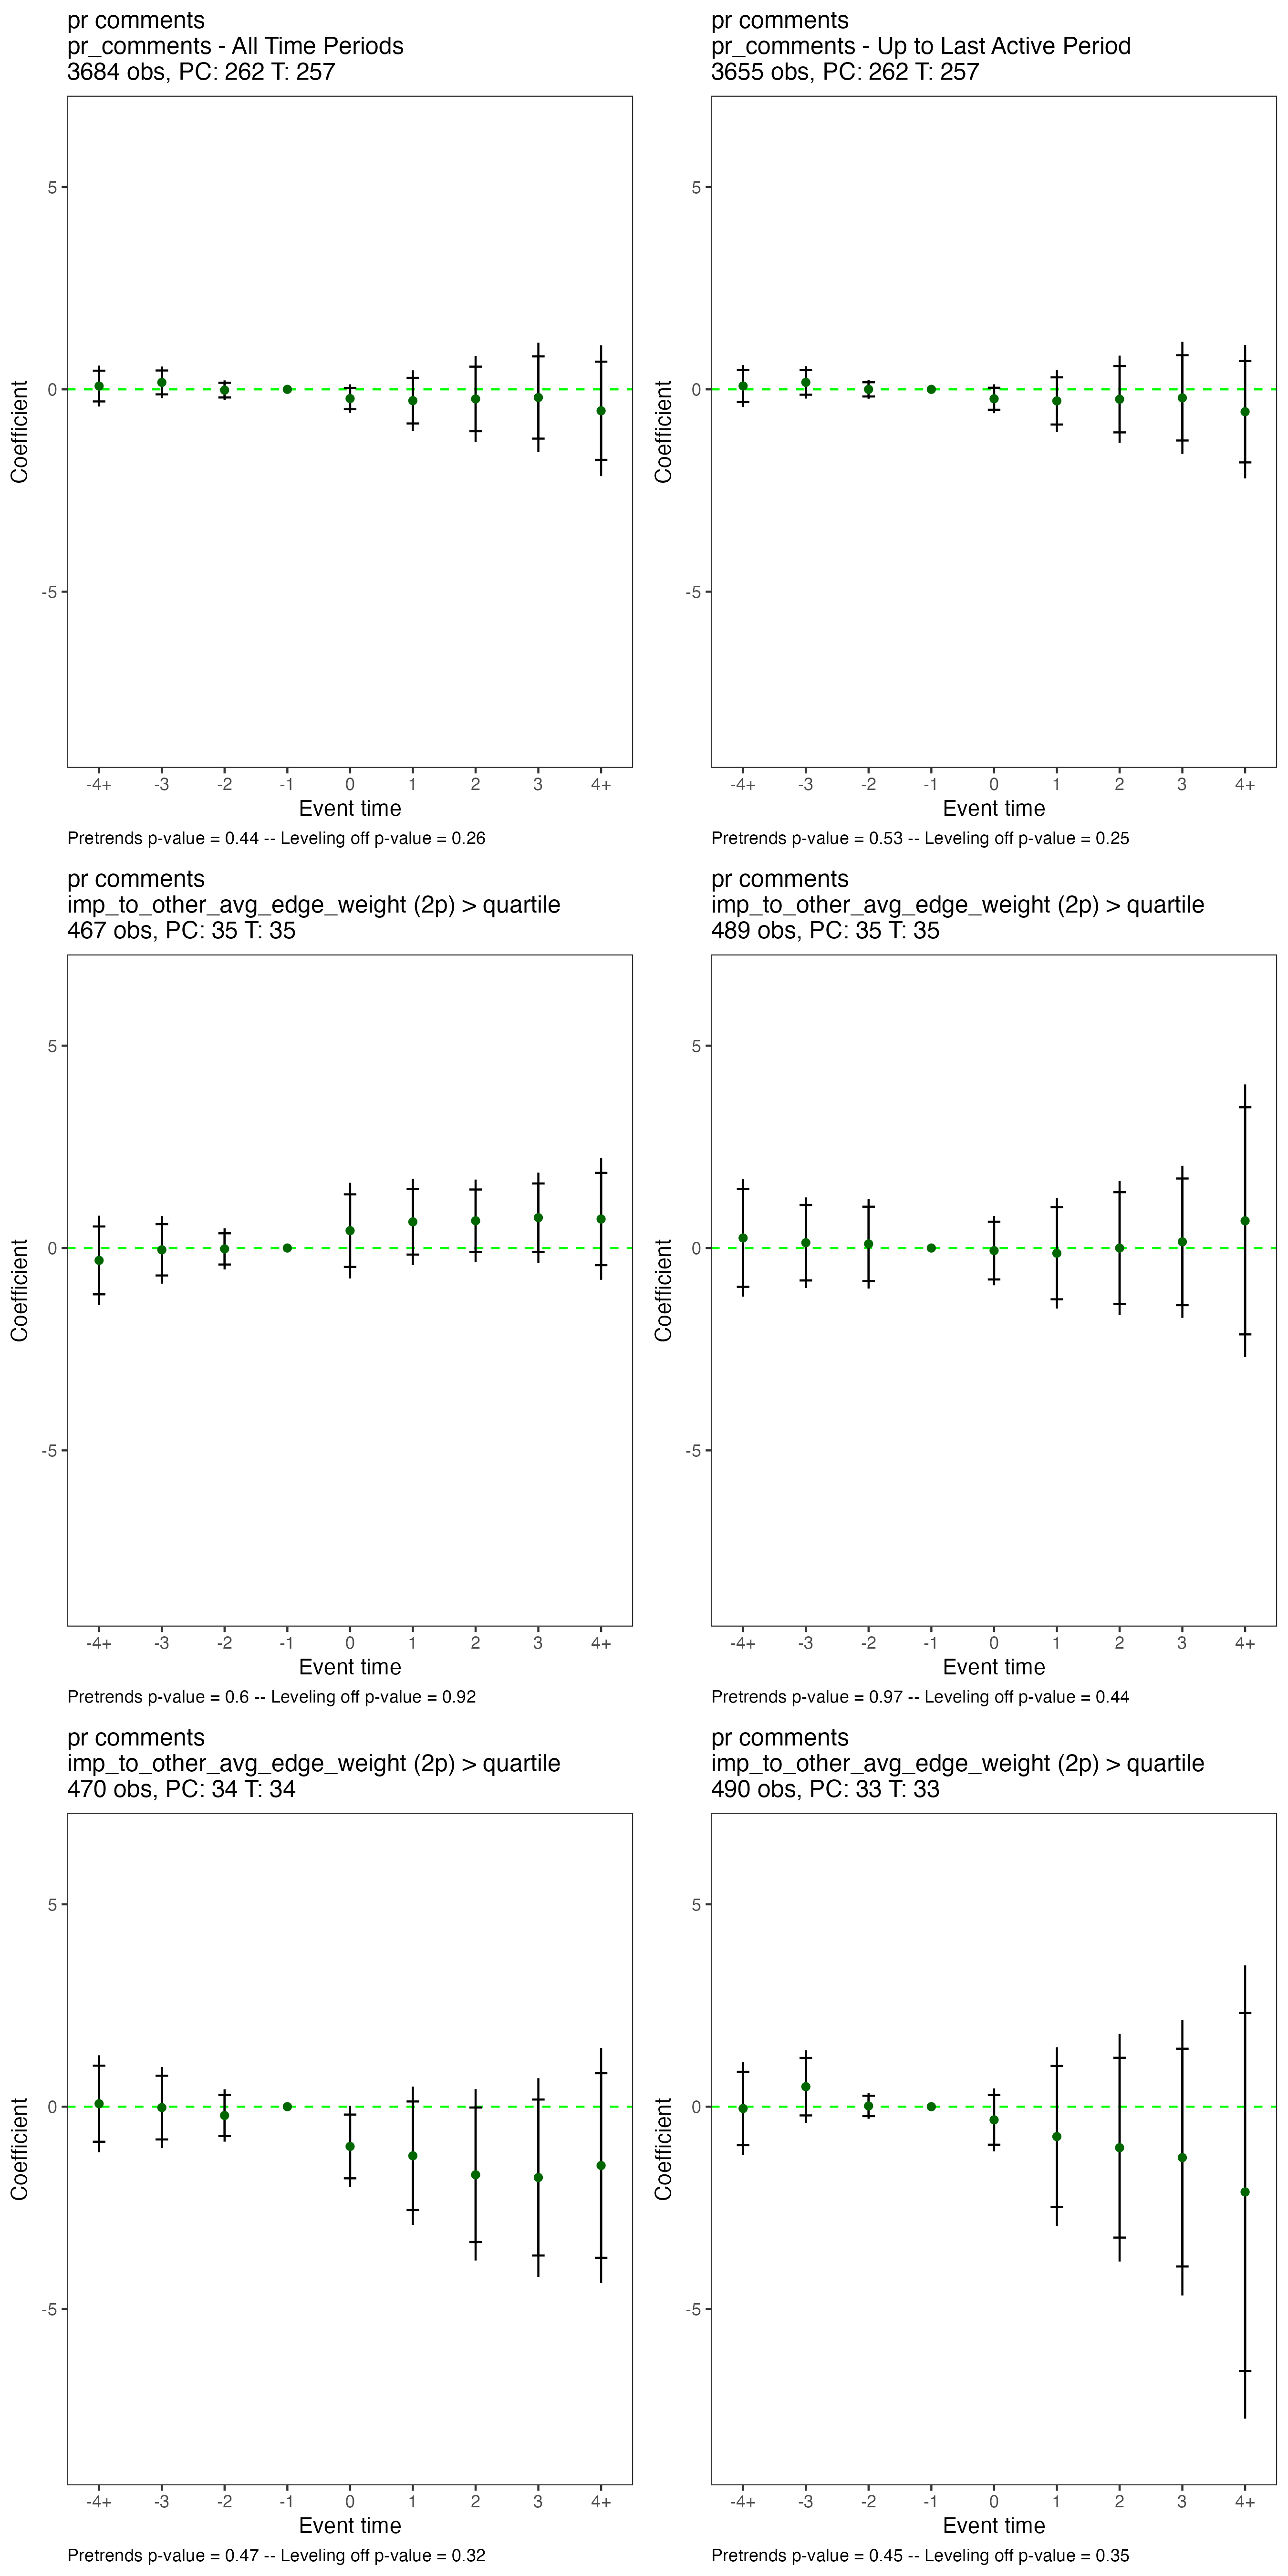 pr comments
pr_comments - All Time Periods
3684 obs, PC: 262 T: 257
Coefficient
5
0
-5
-4+ -3 -2 -1 0 1 2 3 4+
Event time
Pretrends p-value = 0.44 -- Leveling off p-value = 0.26
pr comments
pr_comments - Up to Last Active Period
3655 obs, PC: 262 T: 257
Coefficient
5
0
-5
-4+ -3 -2 -1 0 1 2 3 4+
Event time
Pretrends p-value = 0.53 -- Leveling off p-value = 0.25
pr comments
imp_to_other_avg_edge_weight (2p) > quartile
467 obs, PC: 35 T: 35
Coefficient
5
0
-5
-4+ -3 -2 -1 0 1 2 3 4+
Event time
Pretrends p-value = 0.6 -- Leveling off p-value = 0.92
pr comments
imp_to_other_avg_edge_weight (2p) > quartile
489 obs, PC: 35 T: 35
Coefficient
5
0
-5
-4+ -3 -2 -1 0 1 2 3 4+
Event time
Pretrends p-value = 0.97 -- Leveling off p-value = 0.44
pr comments
imp_to_other_avg_edge_weight (2p) > quartile
470 obs, PC: 34 T: 34
Coefficient
5
0
-5
-4+ -3 -2 -1 0 1 2 3 4+
Event time
Pretrends p-value = 0.47 -- Leveling off p-value = 0.32
pr comments
imp_to_other_avg_edge_weight (2p) > quartile
490 obs, PC: 33 T: 33
Coefficient
5
0
-5
-4+ -3 -2 -1 0 1 2 3 4+
Event time
Pretrends p-value = 0.45 -- Leveling off p-value = 0.35